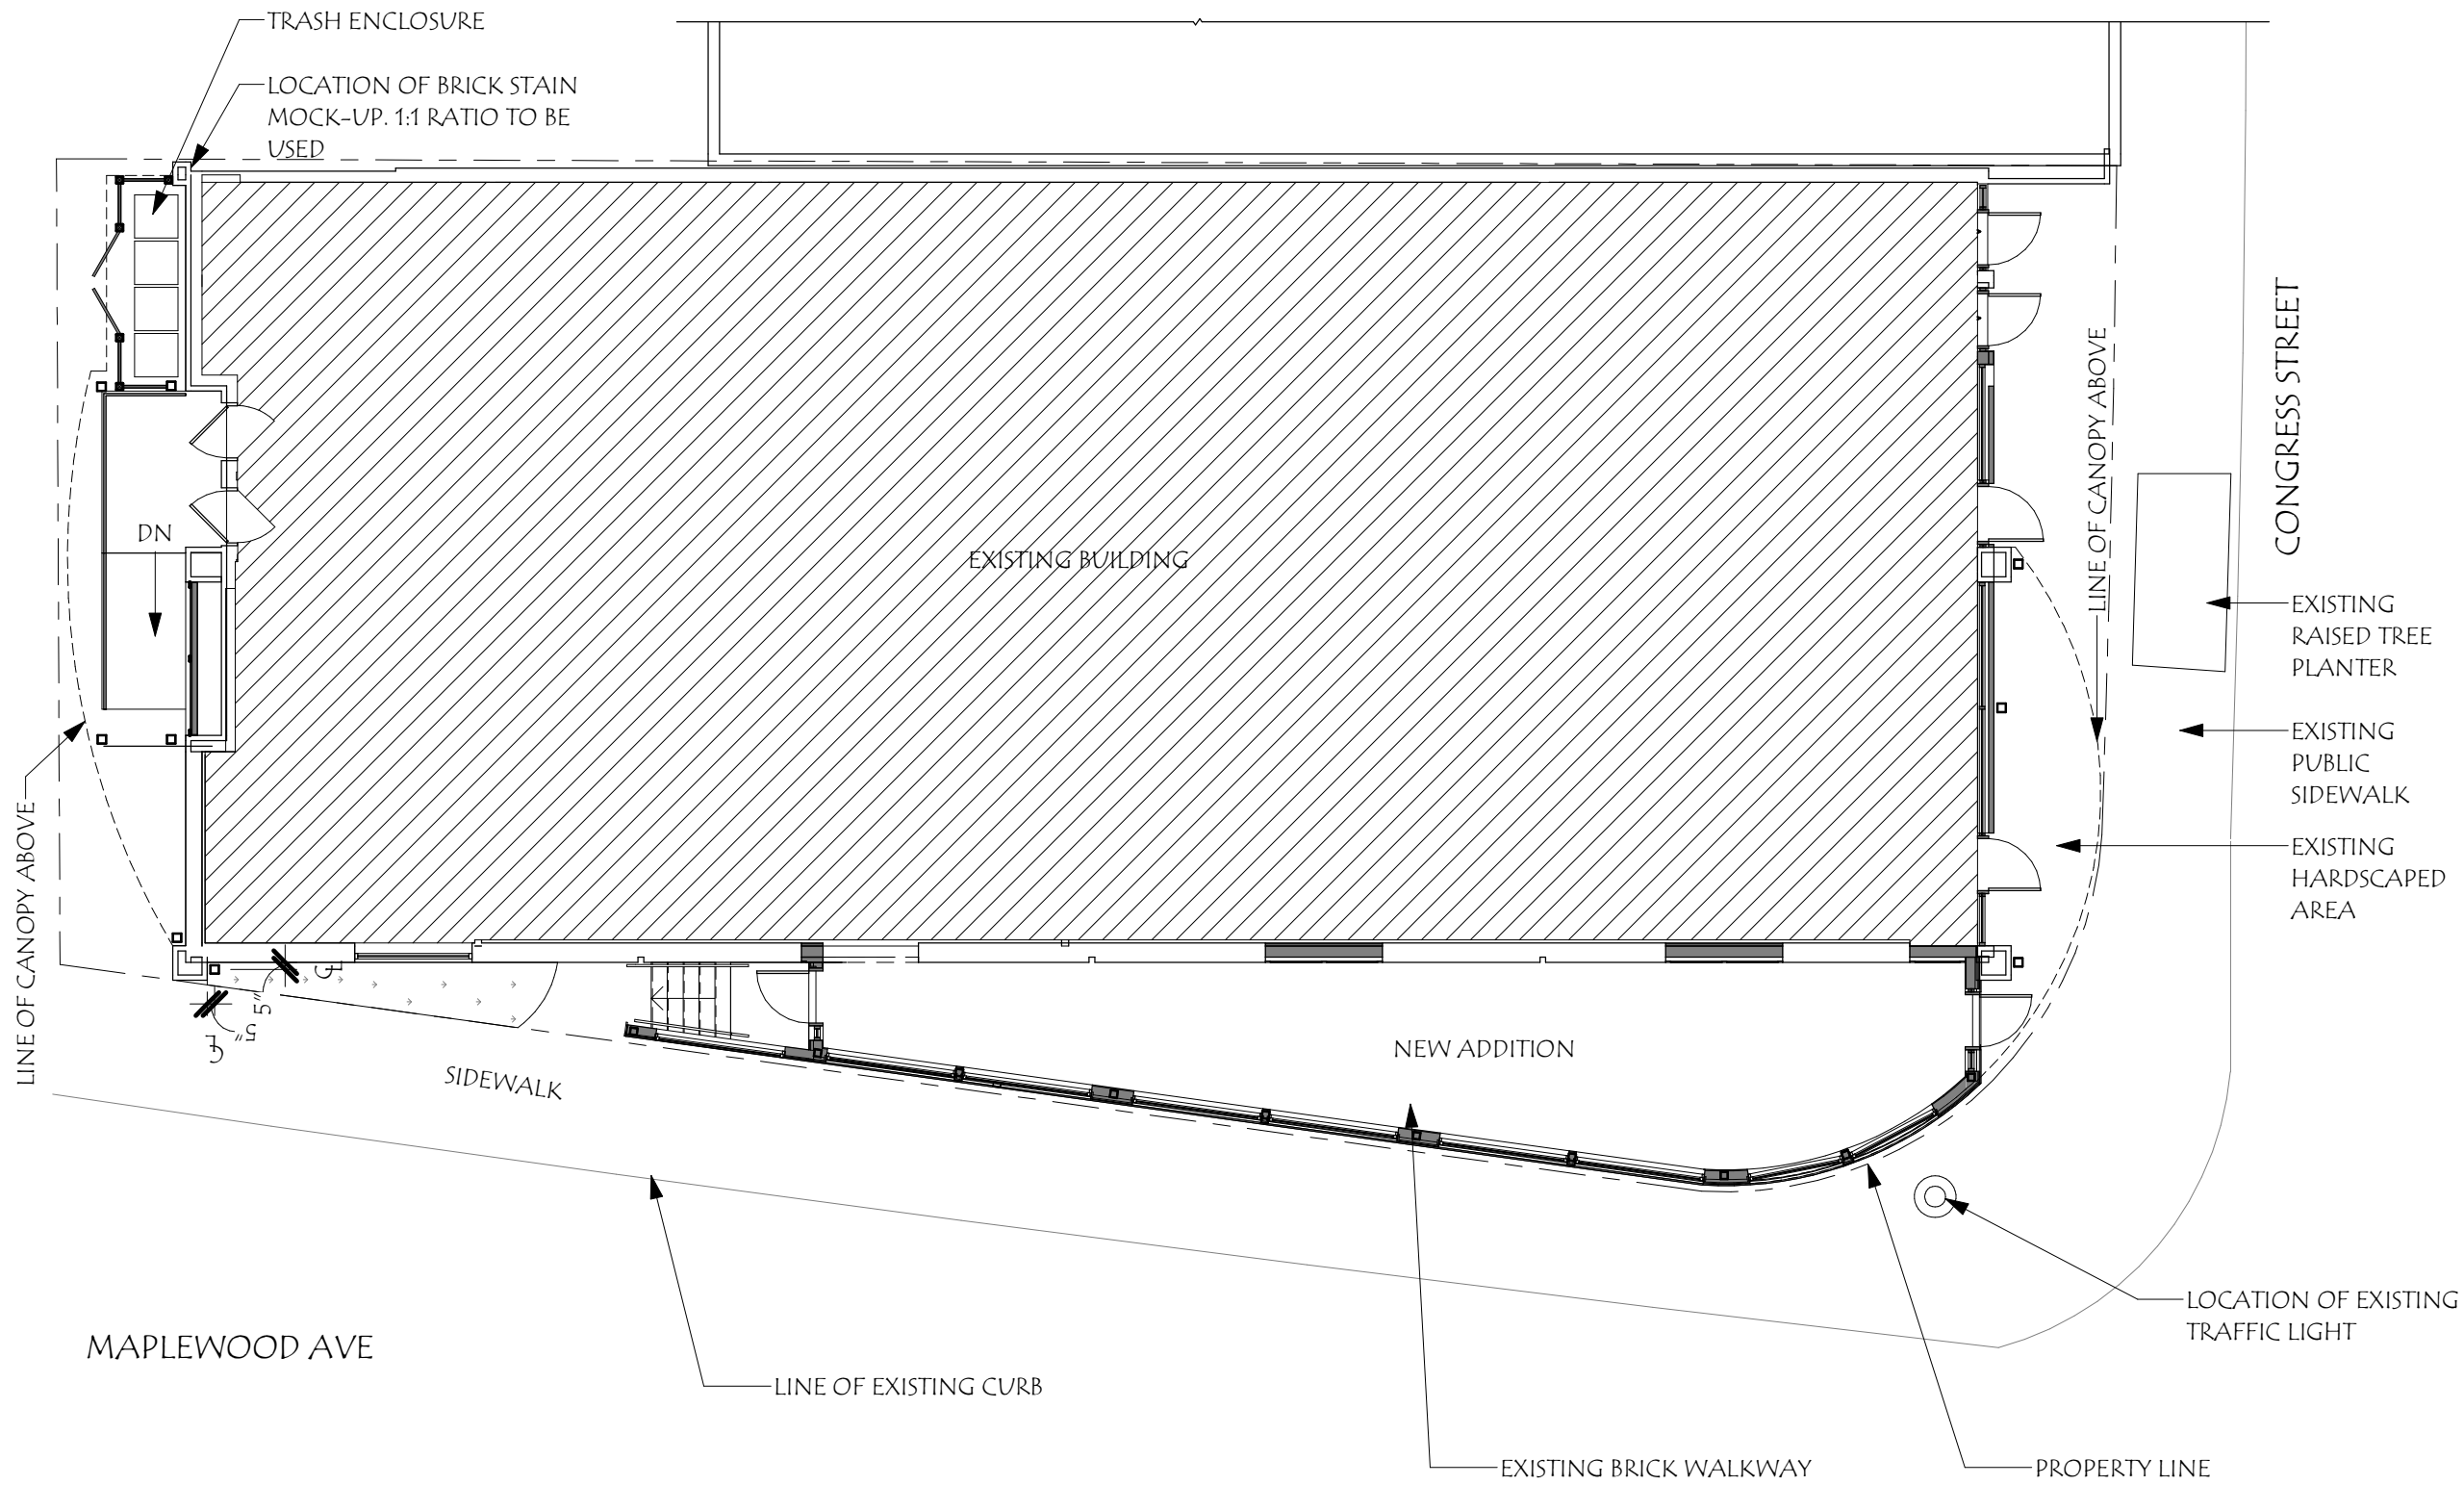 TRASH ENCLOSURE
LOCATION OF BRICK STAIN
MOCK-UP. 1:1 RATIO TO BE
USED
CONGRESS STREET
LINE OF CANOPY ABOVE
DN
EXISTING BUILDING
EXISTING
RAISED TREE
PLANTER
EXISTING
PUBLIC
SIDEWALK
EXISTING
HARDSCAPED
AREA
LINE OF CANOPY ABOVE
5"
5"
SIDEWALK
NEW ADDITION
LOCATION OF EXISTING
TRAFFIC LIGHT
MAPLEWOOD AVE
LINE OF EXISTING CURB
EXISTING BRICK WALKWAY
PROPERTY LINE